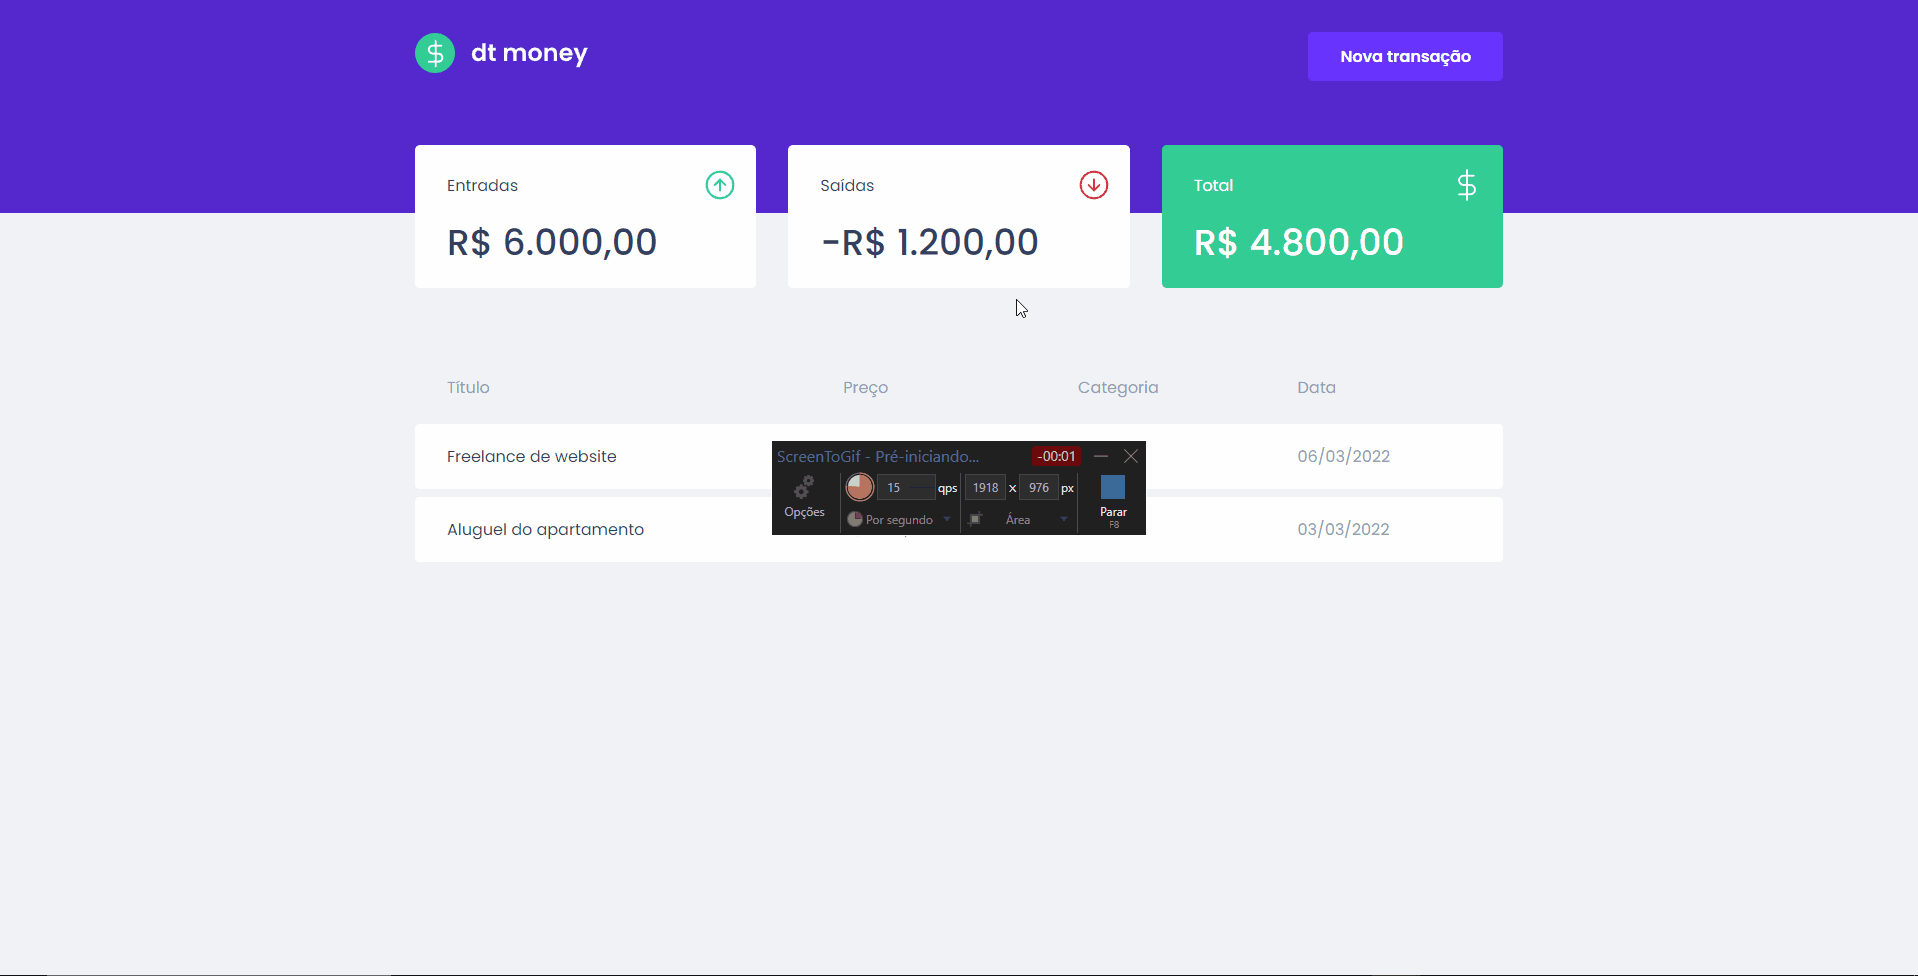 dt money
Nova transação
Entradas
Saídas
Total
R$ 6.000,00
-R$ 1.200,00
R$ 4.800,00
Título Preço Categoria Data
Freelance de website 06/03/2022
ScreenToGif - Pré-iniciando... -00:01
15 qps 1918 x 976 px
Opções Parar
Por segundo Área F8
Aluguel do apartamento 03/03/2022